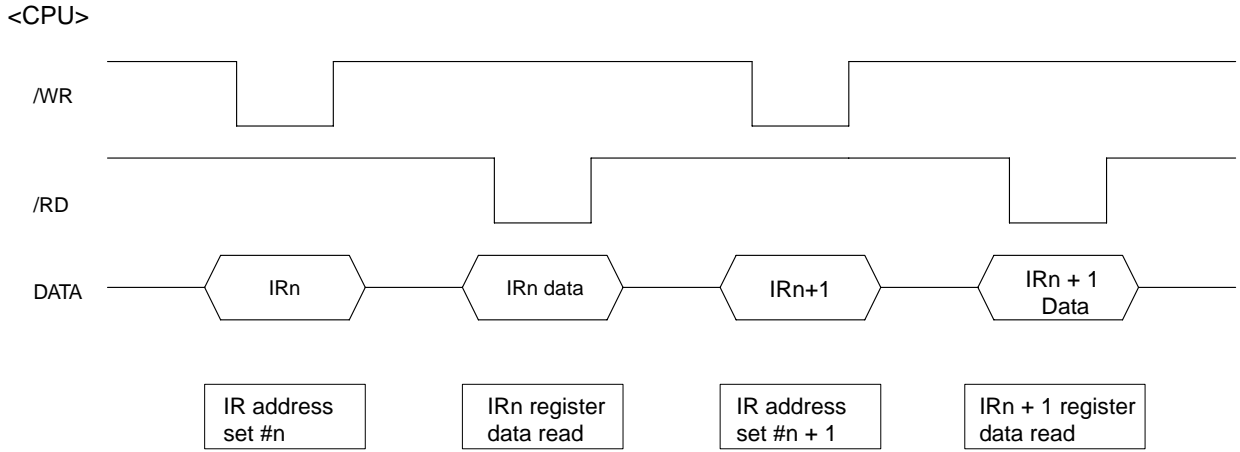 <CPU>
/WR
/RD
DATA
IRn
IRn data
IRn+1
IRn + 1
Data
IR address
set #n
IRn register
data read
IR address
set #n + 1
IRn + 1 register
data read